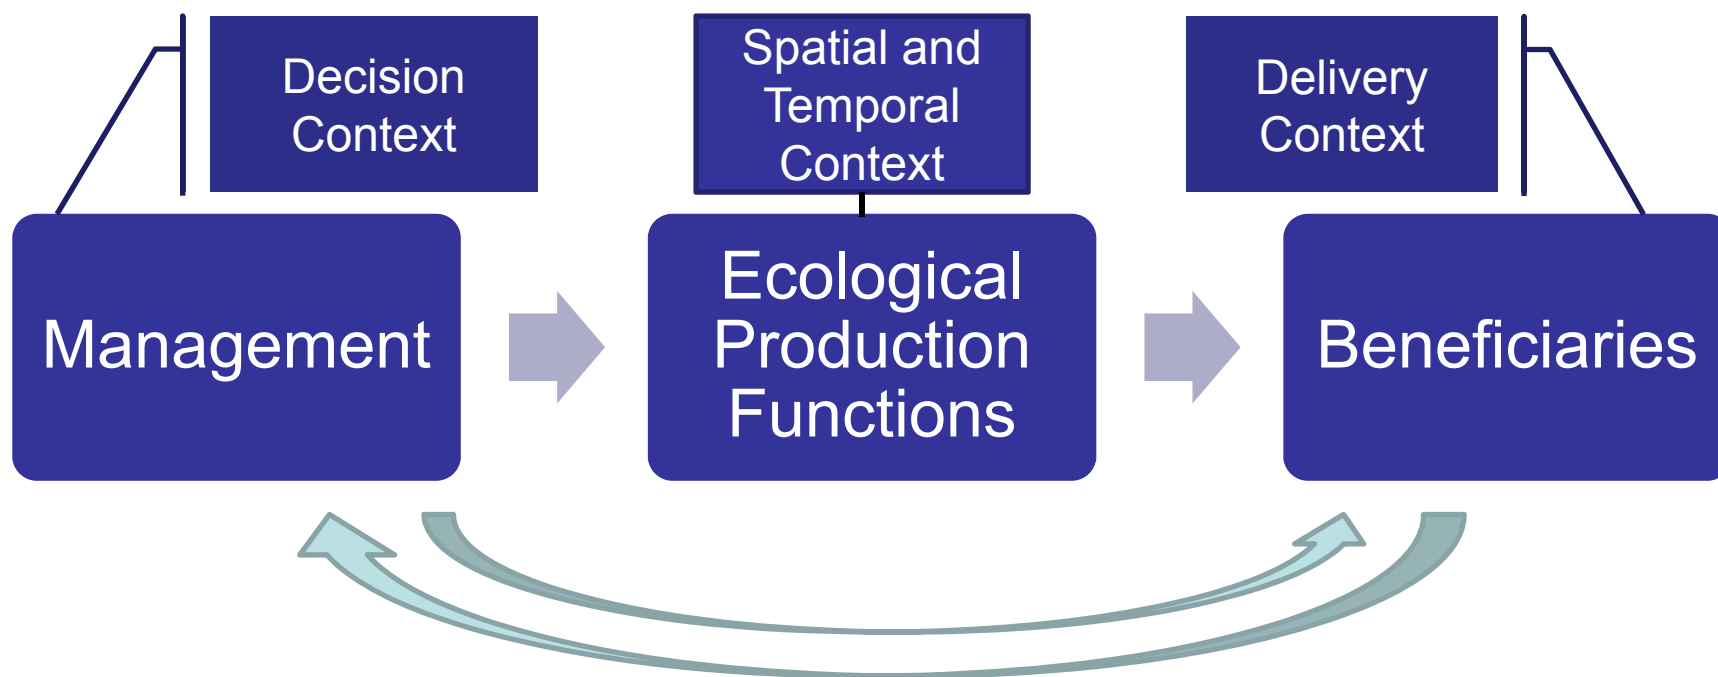 Decision
Context
Spatial and
Temporal
Context
Delivery
Context
Management
Ecological
Production
Functions
Beneficiaries